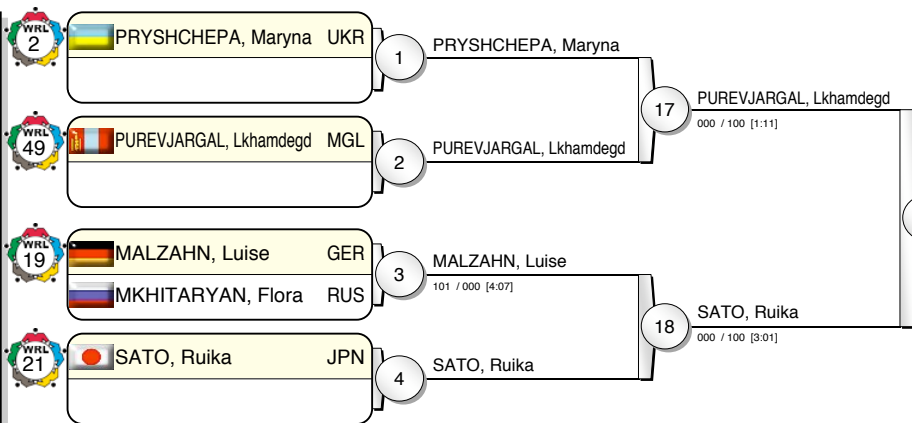 WRL
2
PRYSHCHEPA, Maryna UKR
1
PRYSHCHEPA, Maryna
WRL
49
PUREVJARGAL, Lkhamdegd MGL
2
PUREVJARGAL, Lkhamdegd
17
PUREVJARGAL, Lkhamdegd
000 / 100 [1:11]
WRL
19
MALZAHN, Luise GER
MKHITARYAN, Flora RUS
3
MALZAHN, Luise
101 / 000 [4:07]
WRL
21
SATO, Ruika JPN
4
SATO, Ruika
18
SATO, Ruika
000 / 100 [3:01]